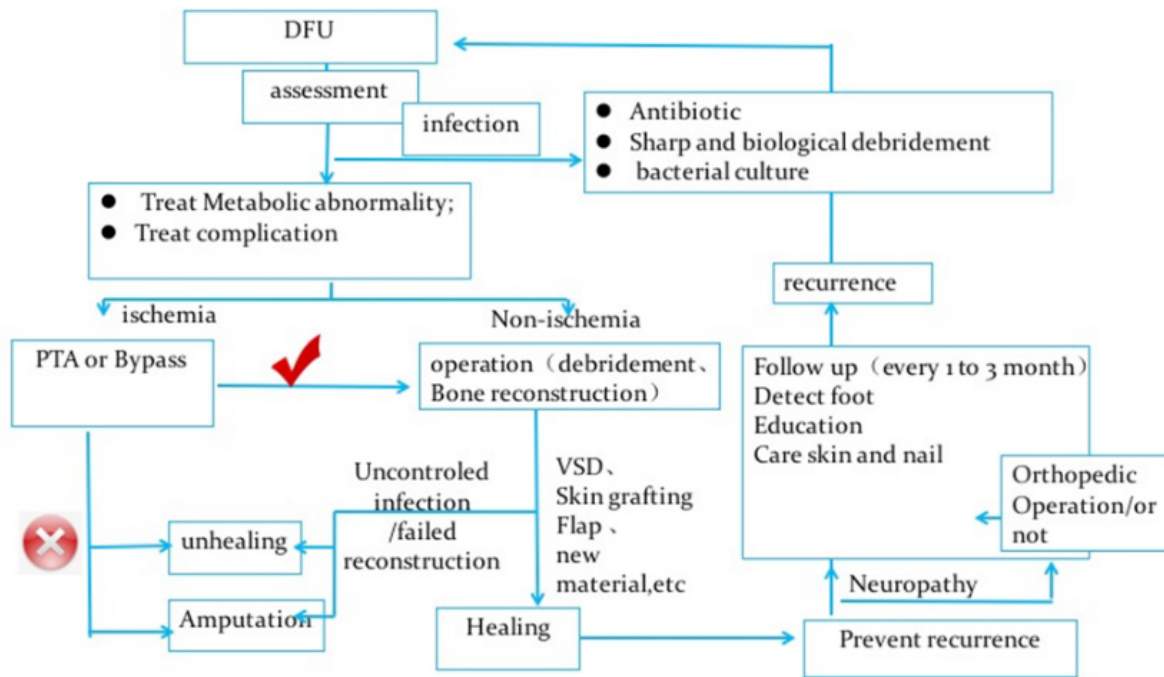 DFU
assessment
infection
● Antibiotic
● Sharp and biological debridement
● bacterial culture
● Treat Metabolic abnormality;
● Treat complication
recurrence
ischemia
Non-ischemia
PTA or Bypass
operation（debridement、
Bone reconstruction）
Follow up（every 1 to 3 month）
Detect foot
Education
Care skin and nail
Orthopedic
Operation/or
not
Uncontroled
infection
/failed
reconstruction
VSD、
Skin grafting
Flap、
new
material,etc
unhealing
Amputation
Neuropathy
Healing
Prevent recurrence